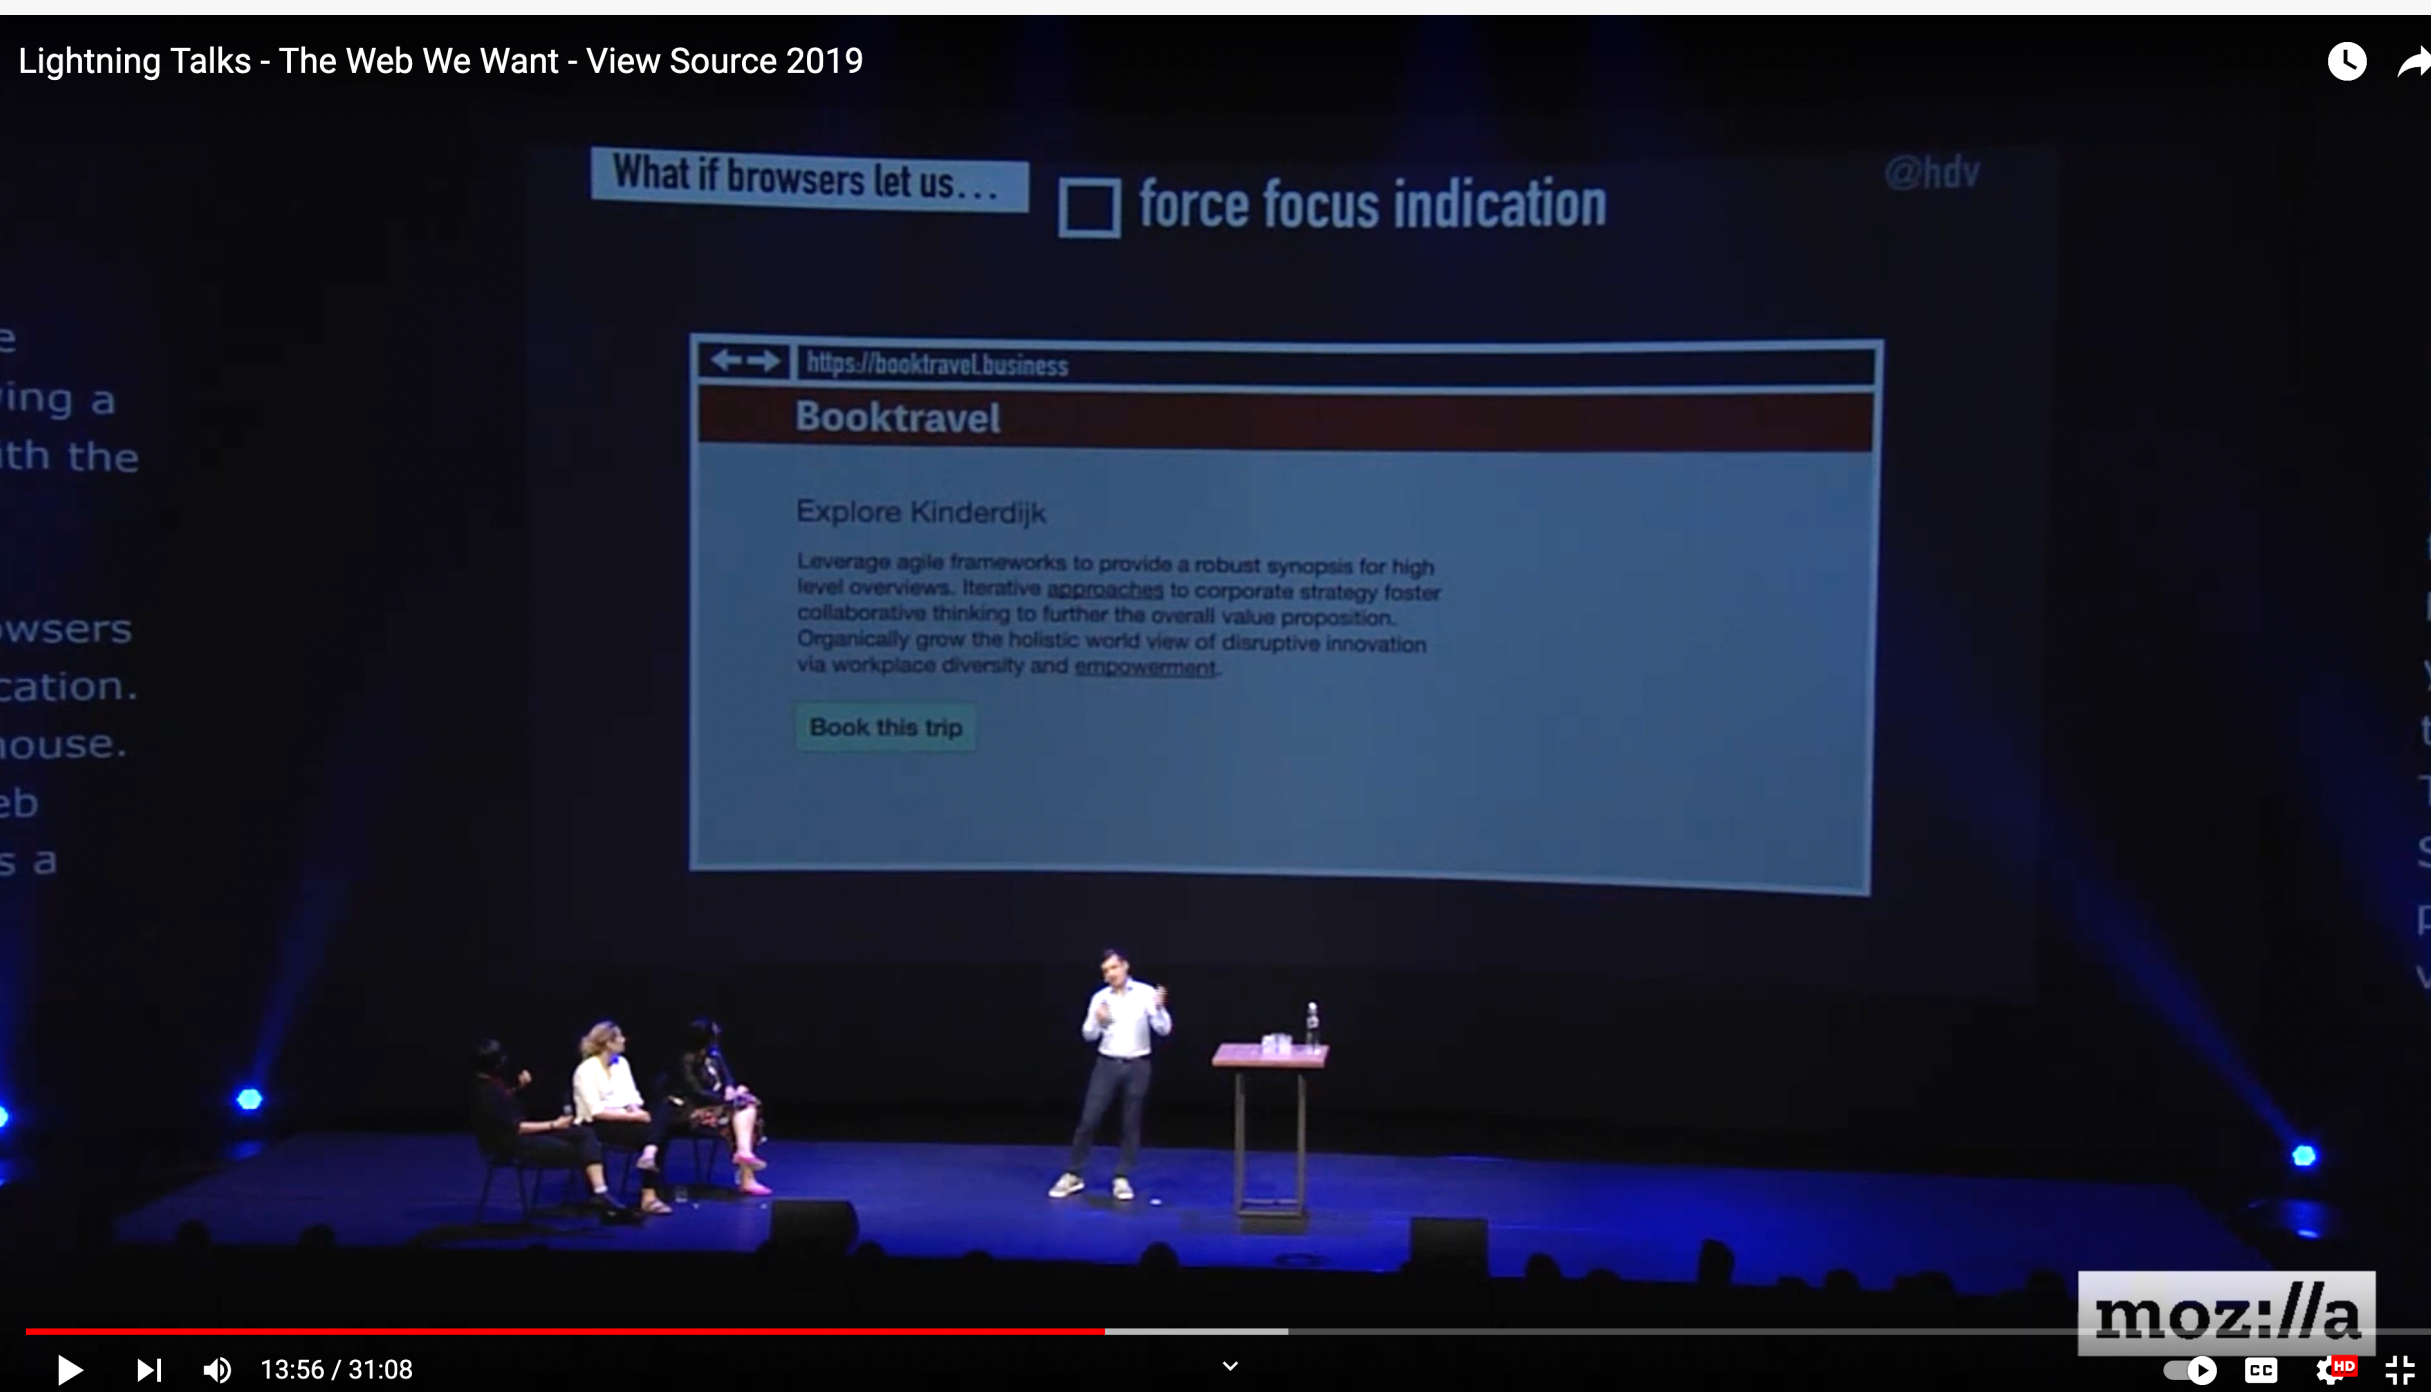 Lightning Talks - The Web We Want - View Source 2019
What if browsers let us...
force focus indication
@hdv
https://booktravel.business
Booktravel
Explore Kinderdijk
Leverage agile frameworks to provide a robust synopsis for high
level overviews. Iterative approaches to corporate strategy foster
collaborative thinking to further the overall value proposition.
Organically grow the holistic world view of disruptive innovation
via workplace diversity and empowerment.
Book this trip
e
ing a
ith the
owsers
cation.
ouse.
eb
s a
moz://a
13:56 / 31:08
CC
HD